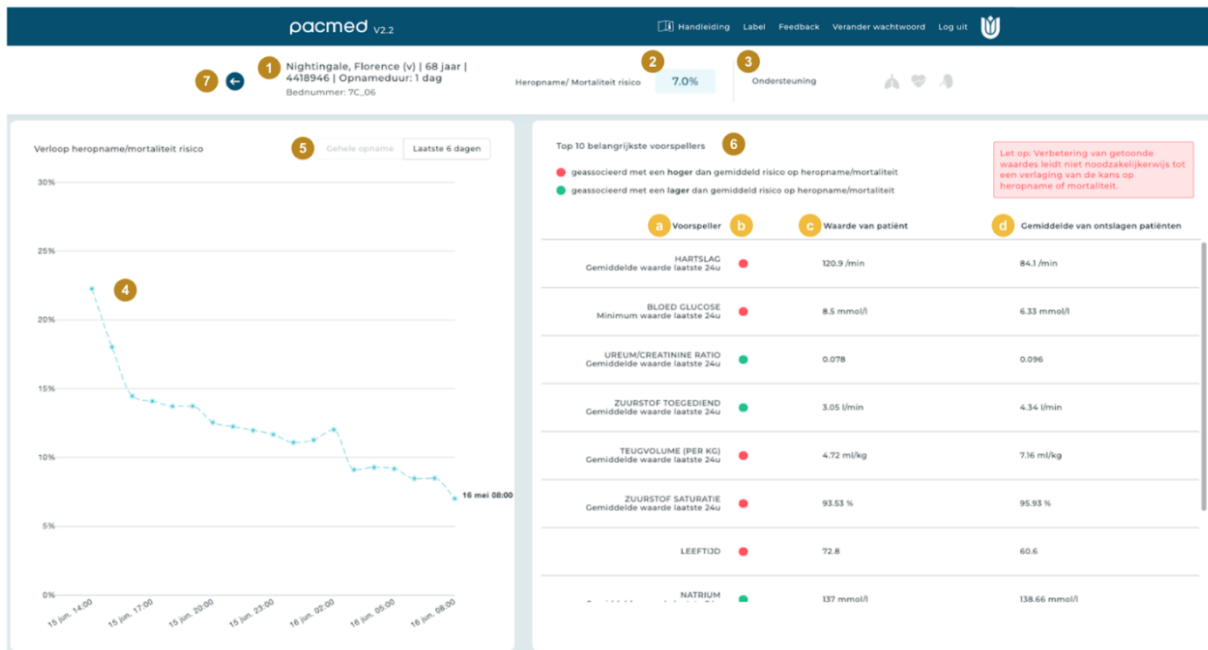 pacmed V2.2
Handleiding Label Feedback Verander wachtwoord Log uit
7
1
Nightingale, Florence (v) | 68 jaar |
4418946 | Opnameduur: 1 dag
Bednummer: 7C_06
2
Heropname/ Mortaliteit risico 7.0%
3
Ondersteuning
Verloop heropname/mortaliteit risico
5
Gehele opname Laatste 6 dagen
30%
25%
4
20%
15%
10%
16 mei 08:00
5%
0%
15 jun. 14:00 15 jun. 17:00 15 jun. 20:00 15 jun. 23:00 16 jun. 02:00 16 jun. 05:00 16 jun. 08:00
Top 10 belangrijkste voorspellers 6
geassocieerd met een hoger dan gemiddeld risico op heropname/mortaliteit
geassocieerd met een lager dan gemiddeld risico op heropname/mortaliteit
Let op: Verbetering van getoonde
waardes leidt niet noodzakelijkerwijs tot
een verlaging van de kans op
heropname of mortaliteit.
a Voorspeller b c Waarde van patiënt d Gemiddelde van ontslagen patiënten
HARTSLAG
Gemiddelde waarde laatste 24u 120.9 /min 84.1 /min
BLOED GLUCOSE
Minimum waarde laatste 24u 8.5 mmol/l 6.33 mmol/l
UREUM/CREATININE RATIO
Gemiddelde waarde laatste 24u 0.078 0.096
ZUURSTOF TOEGEDIEND
Gemiddelde waarde laatste 24u 3.05 l/min 4.34 l/min
TEUGVOLUME (PER KG)
Gemiddelde waarde laatste 24u 4.72 ml/kg 7.16 ml/kg
ZUURSTOF SATURATIE
Gemiddelde waarde laatste 24u 93.53 % 95.93 %
LEEFTIJD 72.8 60.6
NATRIUM
137 mmol/l 138.66 mmol/l